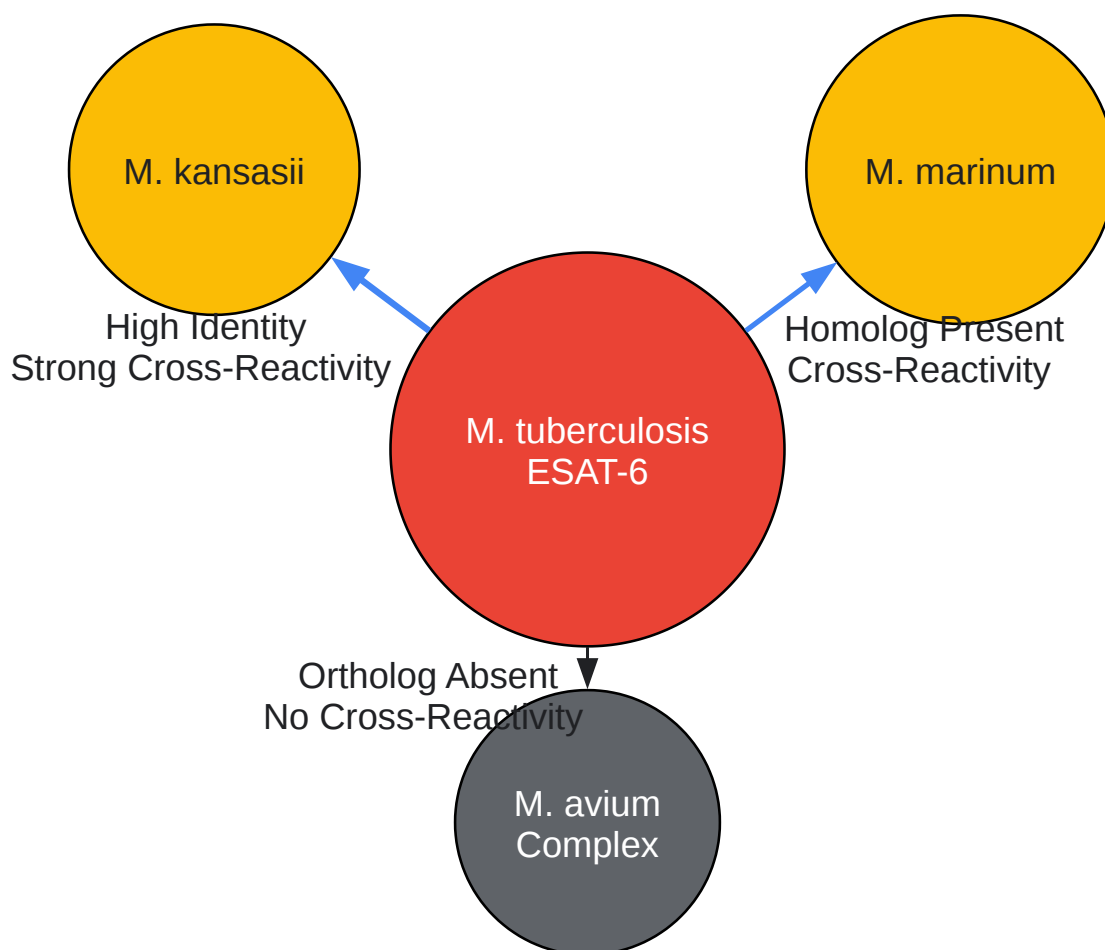 M. kansasii
M. marinum
High Identity
Strong Cross-Reactivity
Homolog Present
Cross-Reactivity
M. tuberculosis
ESAT-6
Ortholog Absent
No Cross-Reactivity
M. avium
Complex